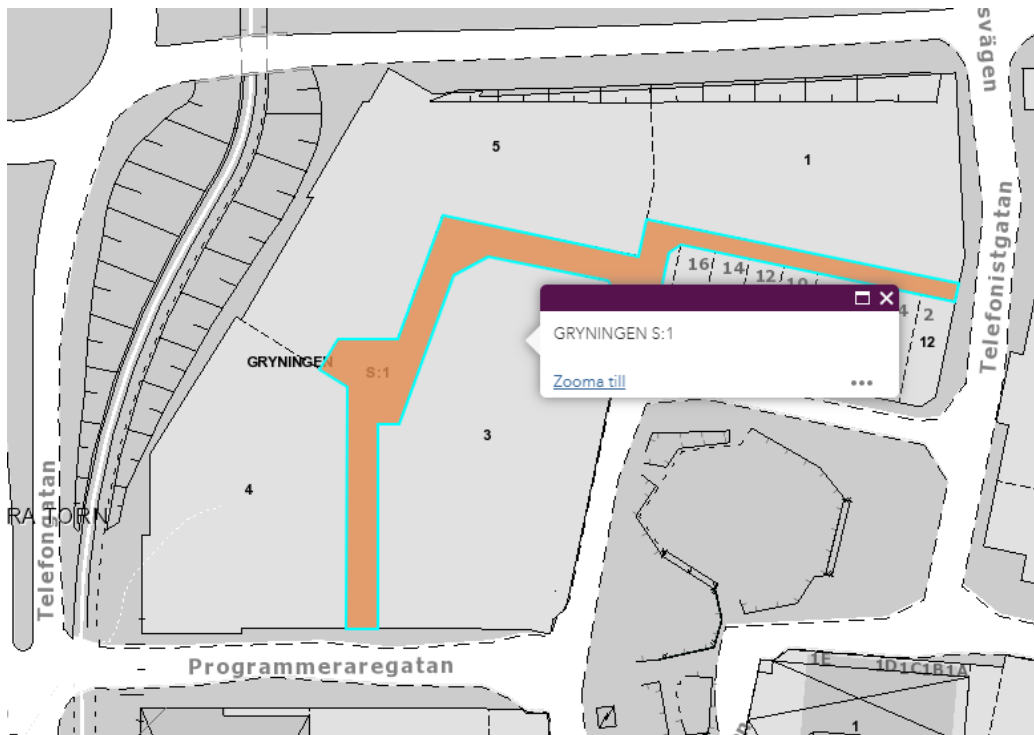 svägen
5
1
Telefonistgatan
16 14 12 10
4 2
12
GRYNINGEN S:1
Zooma till
GRYNINGEN
S:1
3
4
RA TORN
Telefongatan
Programmeraregatan
1E 1D1C1B1A
1